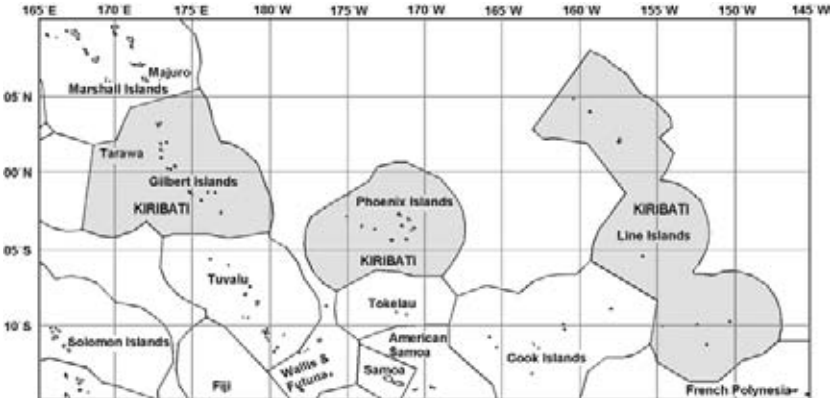 165 E 170 E 175 E 180 W 175 W 170 W 165 W 160 W 155 W 150 W 145 W
Majuro
Marshall Islands
05 N
Tarawa
00 N
Gilbert Islands
KIRIBATI
Phoenix Islands
KIRIBATI
KIRIBATI
Line Islands
05 S
Tuvalu
Tokelau
10 S
Solomon Islands
American
Samoa
Cook Islands
Wallis &
Futuna
Samoa
Fiji
French Polynesia